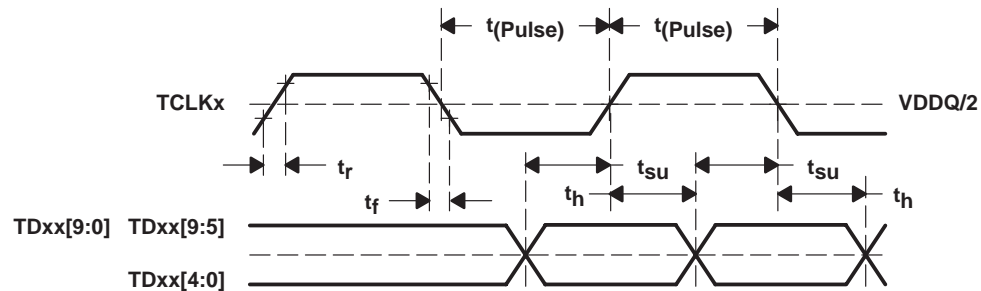 t(Pulse) t(Pulse)
TCLKx VDDQ/2
tr tsu tsu
tf th th
TDxx[9:0] TDxx[9:5]
TDxx[4:0]